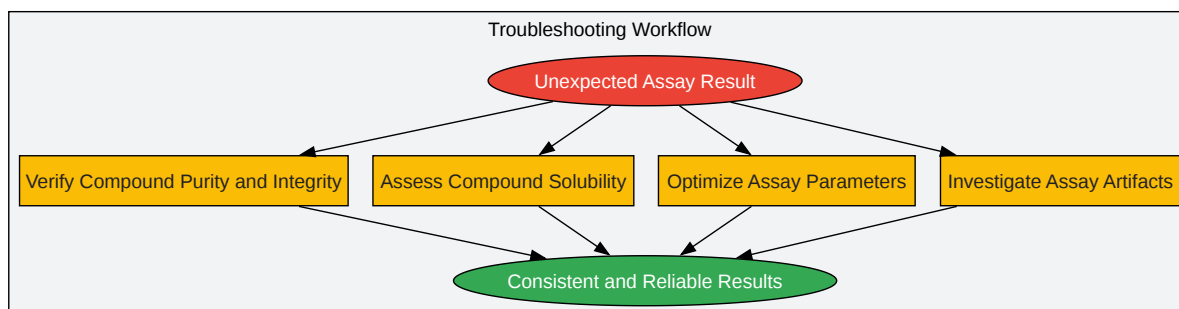 Troubleshooting Workflow
Unexpected Assay Result
Verify Compound Purity and Integrity
Assess Compound Solubility
Optimize Assay Parameters
Investigate Assay Artifacts
Consistent and Reliable Results